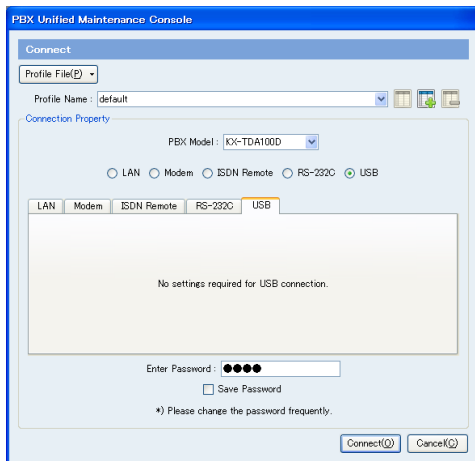 PBX Unified Maintenance Console
Connect
Profile File(P)
Profile Name : default
Connection Property
PBX Model : KX-TDA100D
LAN Modem ISDN Remote RS-232C USB
LAN Modem ISDN Remote RS-232C USB
No settings required for USB connection.
Enter Password : ●●●●
Save Password
*) Please change the password frequently.
Connect(O) Cancel(C)